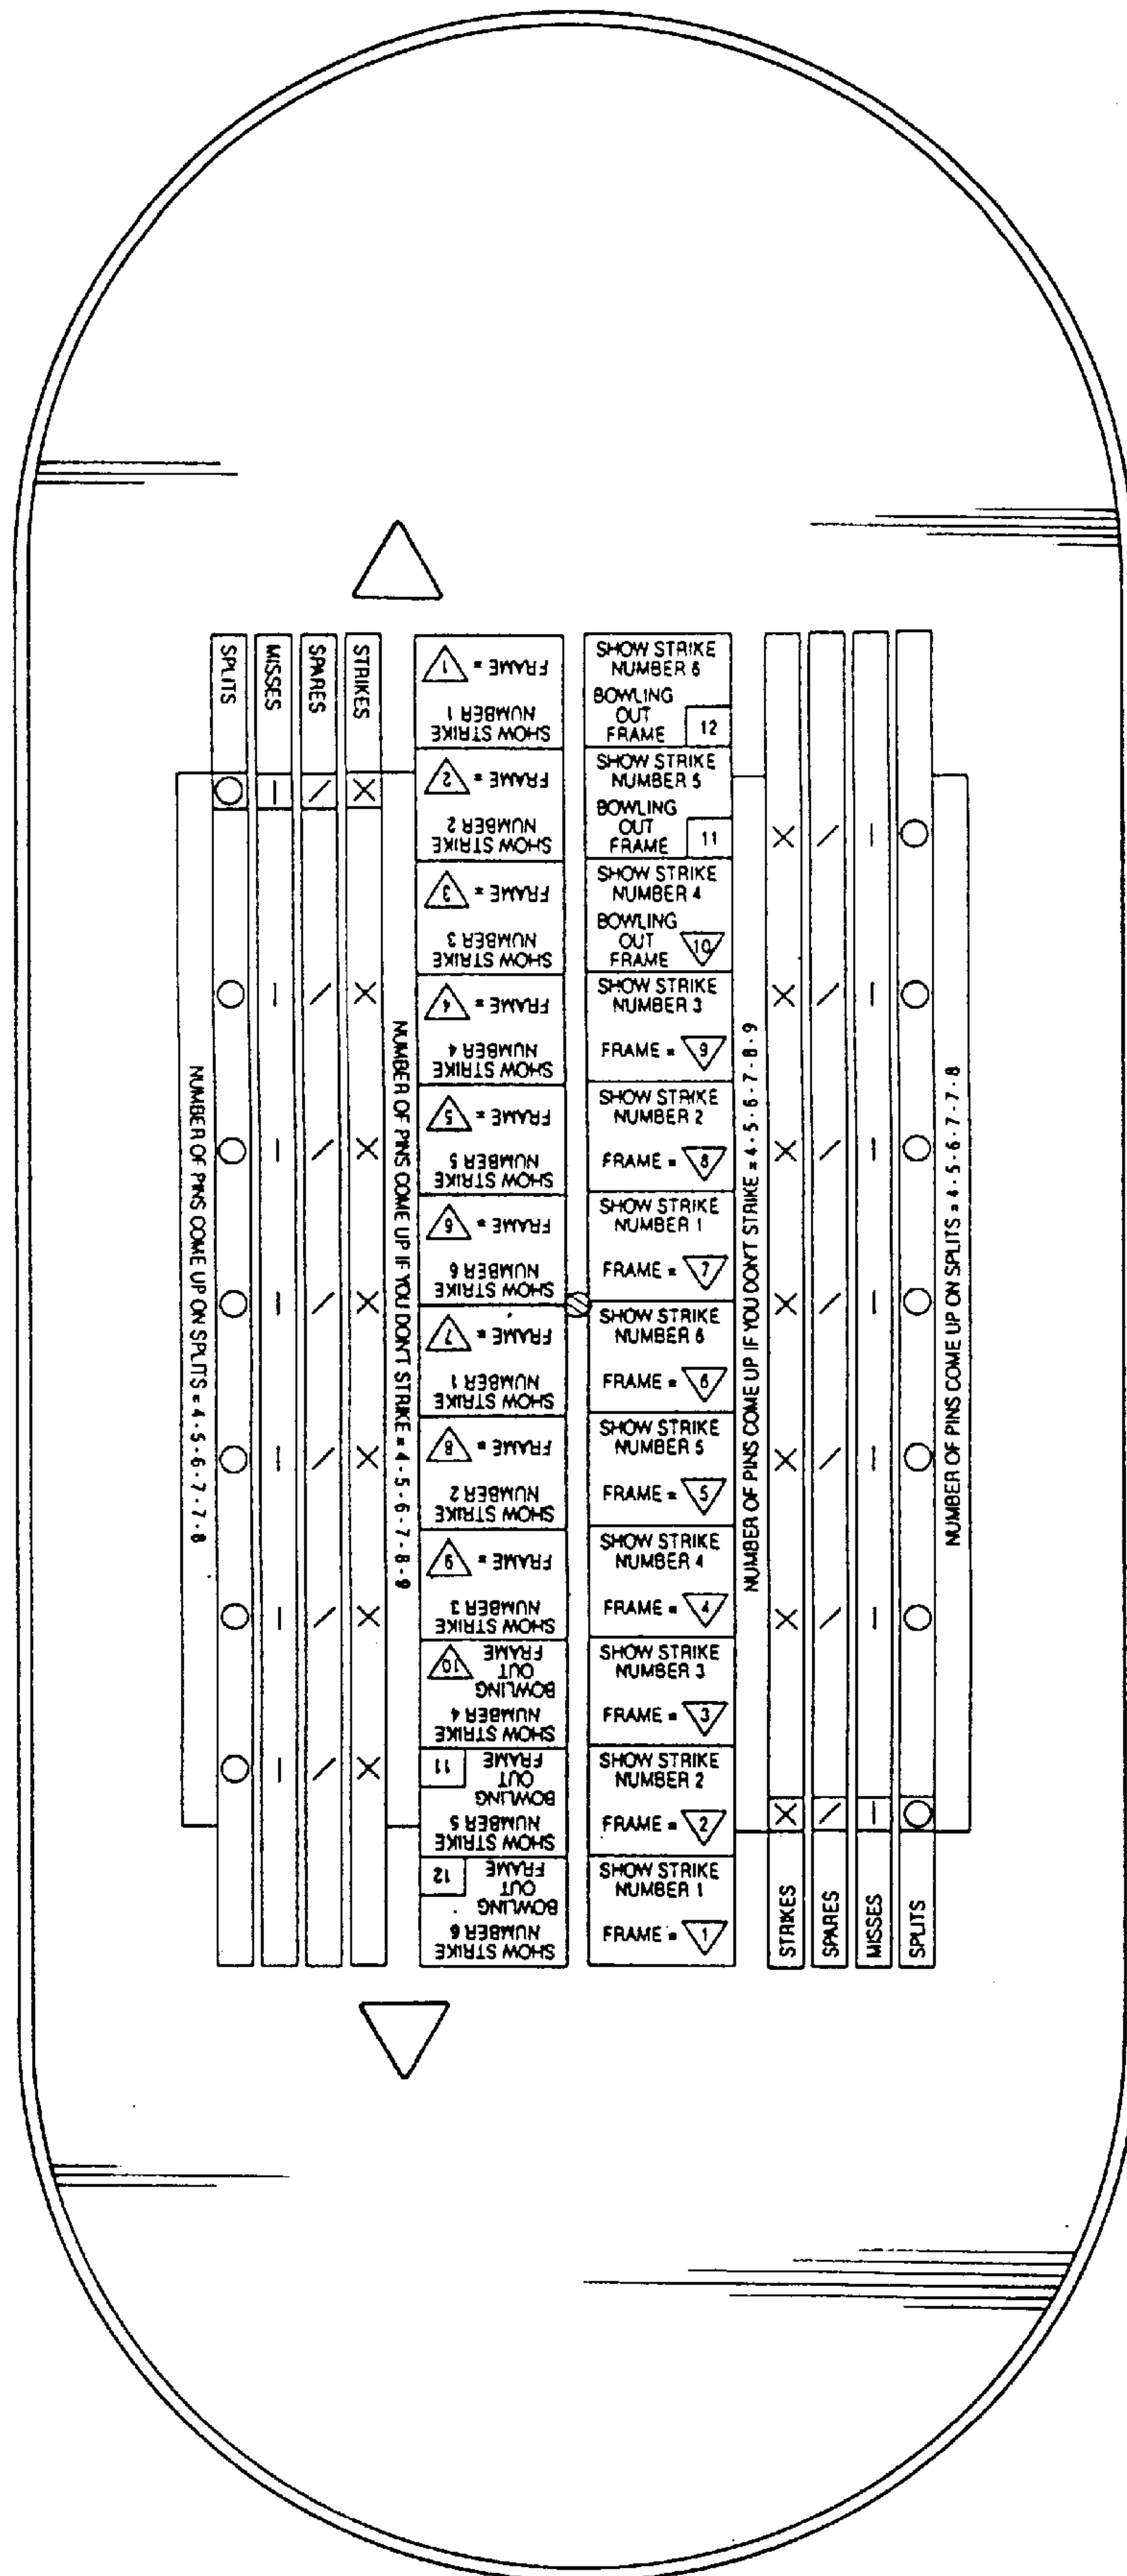 SPLITS
MISSES
SPARES
STRIKES
NUMBER OF PINS COME UP ON SPLITS = 4 - 5 - 6 - 7 - 7 - 8
NUMBER OF PINS COME UP IF YOU DON'T STRIKE = 4 - 5 - 6 - 7 - 8 - 9
SHOW STRIKE
NUMBER 1
FRAME = 1
SHOW STRIKE
NUMBER 2
FRAME = 2
SHOW STRIKE
NUMBER 3
FRAME = 3
SHOW STRIKE
NUMBER 4
FRAME = 4
SHOW STRIKE
NUMBER 5
FRAME = 5
SHOW STRIKE
NUMBER 6
FRAME = 6
SHOW STRIKE
NUMBER 1
FRAME = 7
SHOW STRIKE
NUMBER 2
FRAME = 8
SHOW STRIKE
NUMBER 3
FRAME = 9
SHOW STRIKE
NUMBER 4
BOWLING
OUT
FRAME 10
SHOW STRIKE
NUMBER 5
BOWLING
OUT
FRAME 11
SHOW STRIKE
NUMBER 6
BOWLING
OUT
FRAME 12
SHOW STRIKE
NUMBER 6
BOWLING
OUT
FRAME 12
SHOW STRIKE
NUMBER 5
BOWLING
OUT
FRAME 11
SHOW STRIKE
NUMBER 4
BOWLING
OUT
FRAME 10
SHOW STRIKE
NUMBER 3
FRAME = 9
SHOW STRIKE
NUMBER 2
FRAME = 8
SHOW STRIKE
NUMBER 1
FRAME = 7
SHOW STRIKE
NUMBER 6
FRAME = 6
SHOW STRIKE
NUMBER 5
FRAME = 5
SHOW STRIKE
NUMBER 4
FRAME = 4
SHOW STRIKE
NUMBER 3
FRAME = 3
SHOW STRIKE
NUMBER 2
FRAME = 2
SHOW STRIKE
NUMBER 1
FRAME = 1
NUMBER OF PINS COME UP IF YOU DON'T STRIKE = 4 - 5 - 6 - 7 - 8 - 9
STRIKES
SPARES
MISSES
SPLITS
NUMBER OF PINS COME UP ON SPLITS = 4 - 5 - 6 - 7 - 7 - 8